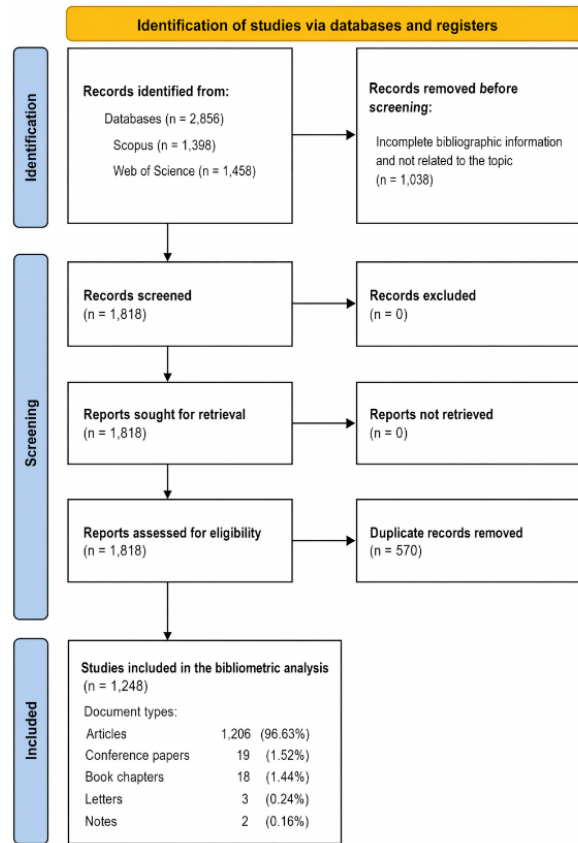 Identification of studies via databases and registers
Identification
Records identified from:
Databases (n = 2,856)
Scopus (n = 1,398)
Web of Science (n = 1,458)
Records removed before
screening:
Incomplete bibliographic information
and not related to the topic
(n = 1,038)
Screening
Records screened
(n = 1,818)
Records excluded
(n = 0)
Reports sought for retrieval
(n = 1,818)
Reports not retrieved
(n = 0)
Reports assessed for eligibility
(n = 1,818)
Duplicate records removed
(n = 570)
Included
Studies included in the bibliometric analysis
(n = 1,248)
Document types:
Articles 1,206 (96.63%)
Conference papers 19 (1.52%)
Book chapters 18 (1.44%)
Letters 3 (0.24%)
Notes 2 (0.16%)